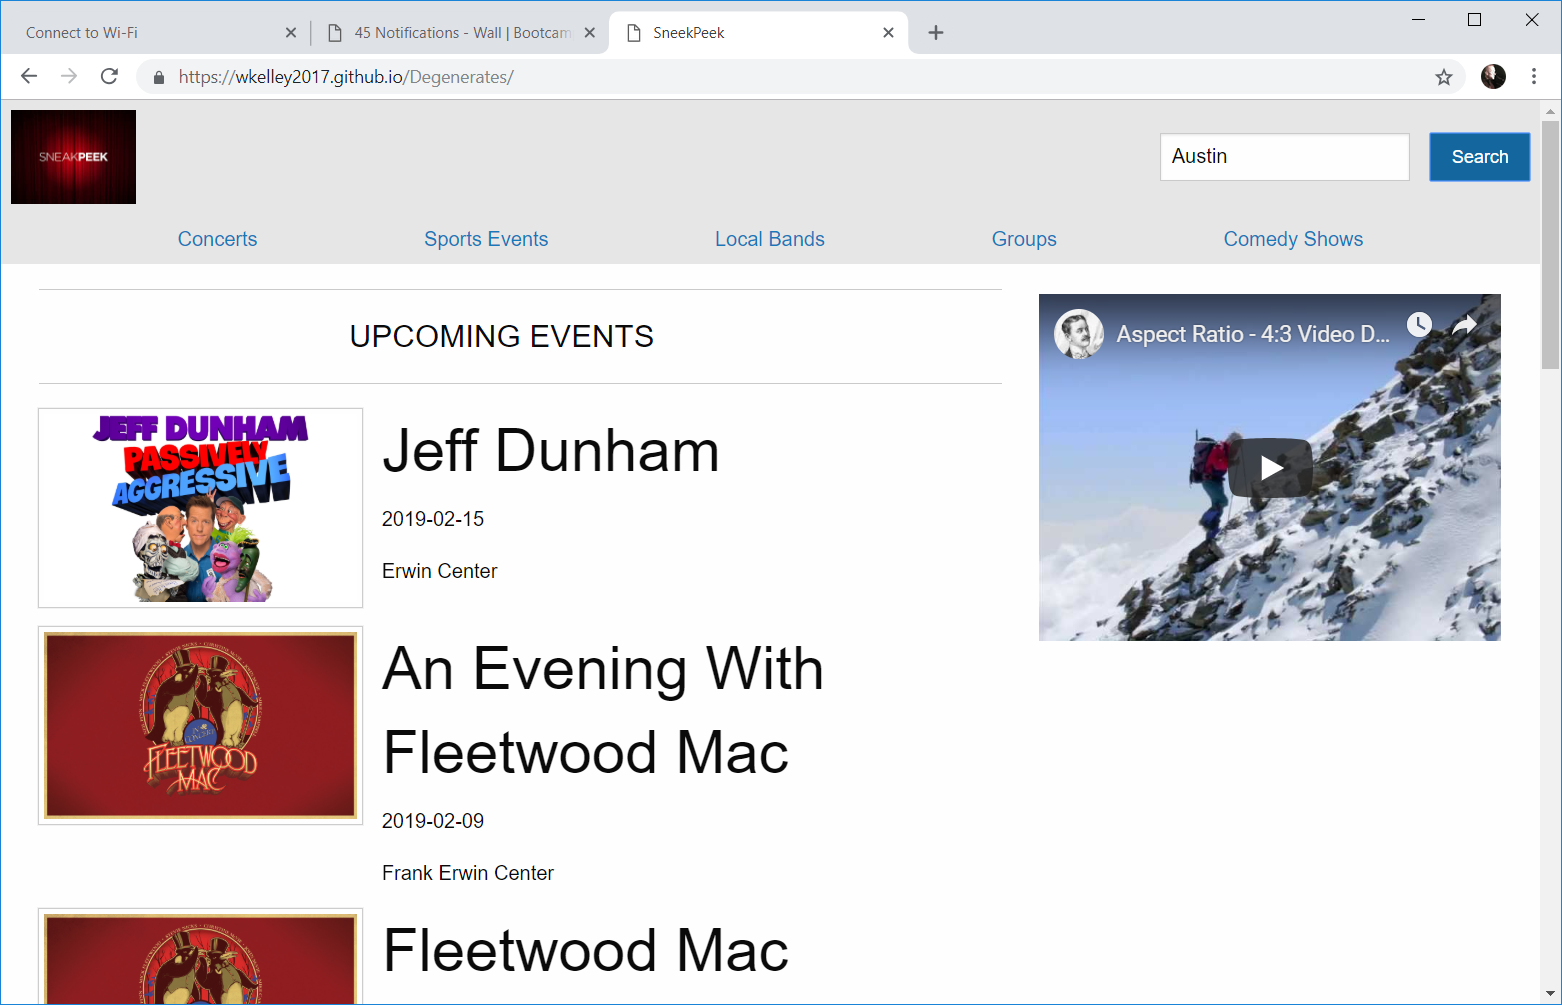 Connect to Wi-Fi
45 Notifications - Wall | Bootcam
SneekPeek
https://wkelley2017.github.io/Degenerates/
SNEAKPEEK
Austin
Search
Concerts
Sports Events
Local Bands
Groups
Comedy Shows
UPCOMING EVENTS
Aspect Ratio - 4:3 Video D...
JEFF DUNHAM
PASSIVELY
AGGRESSIVE
Jeff Dunham
2019-02-15
Erwin Center
FLEETWOOD
MAC
An Evening With
Fleetwood Mac
2019-02-09
Frank Erwin Center
Fleetwood Mac